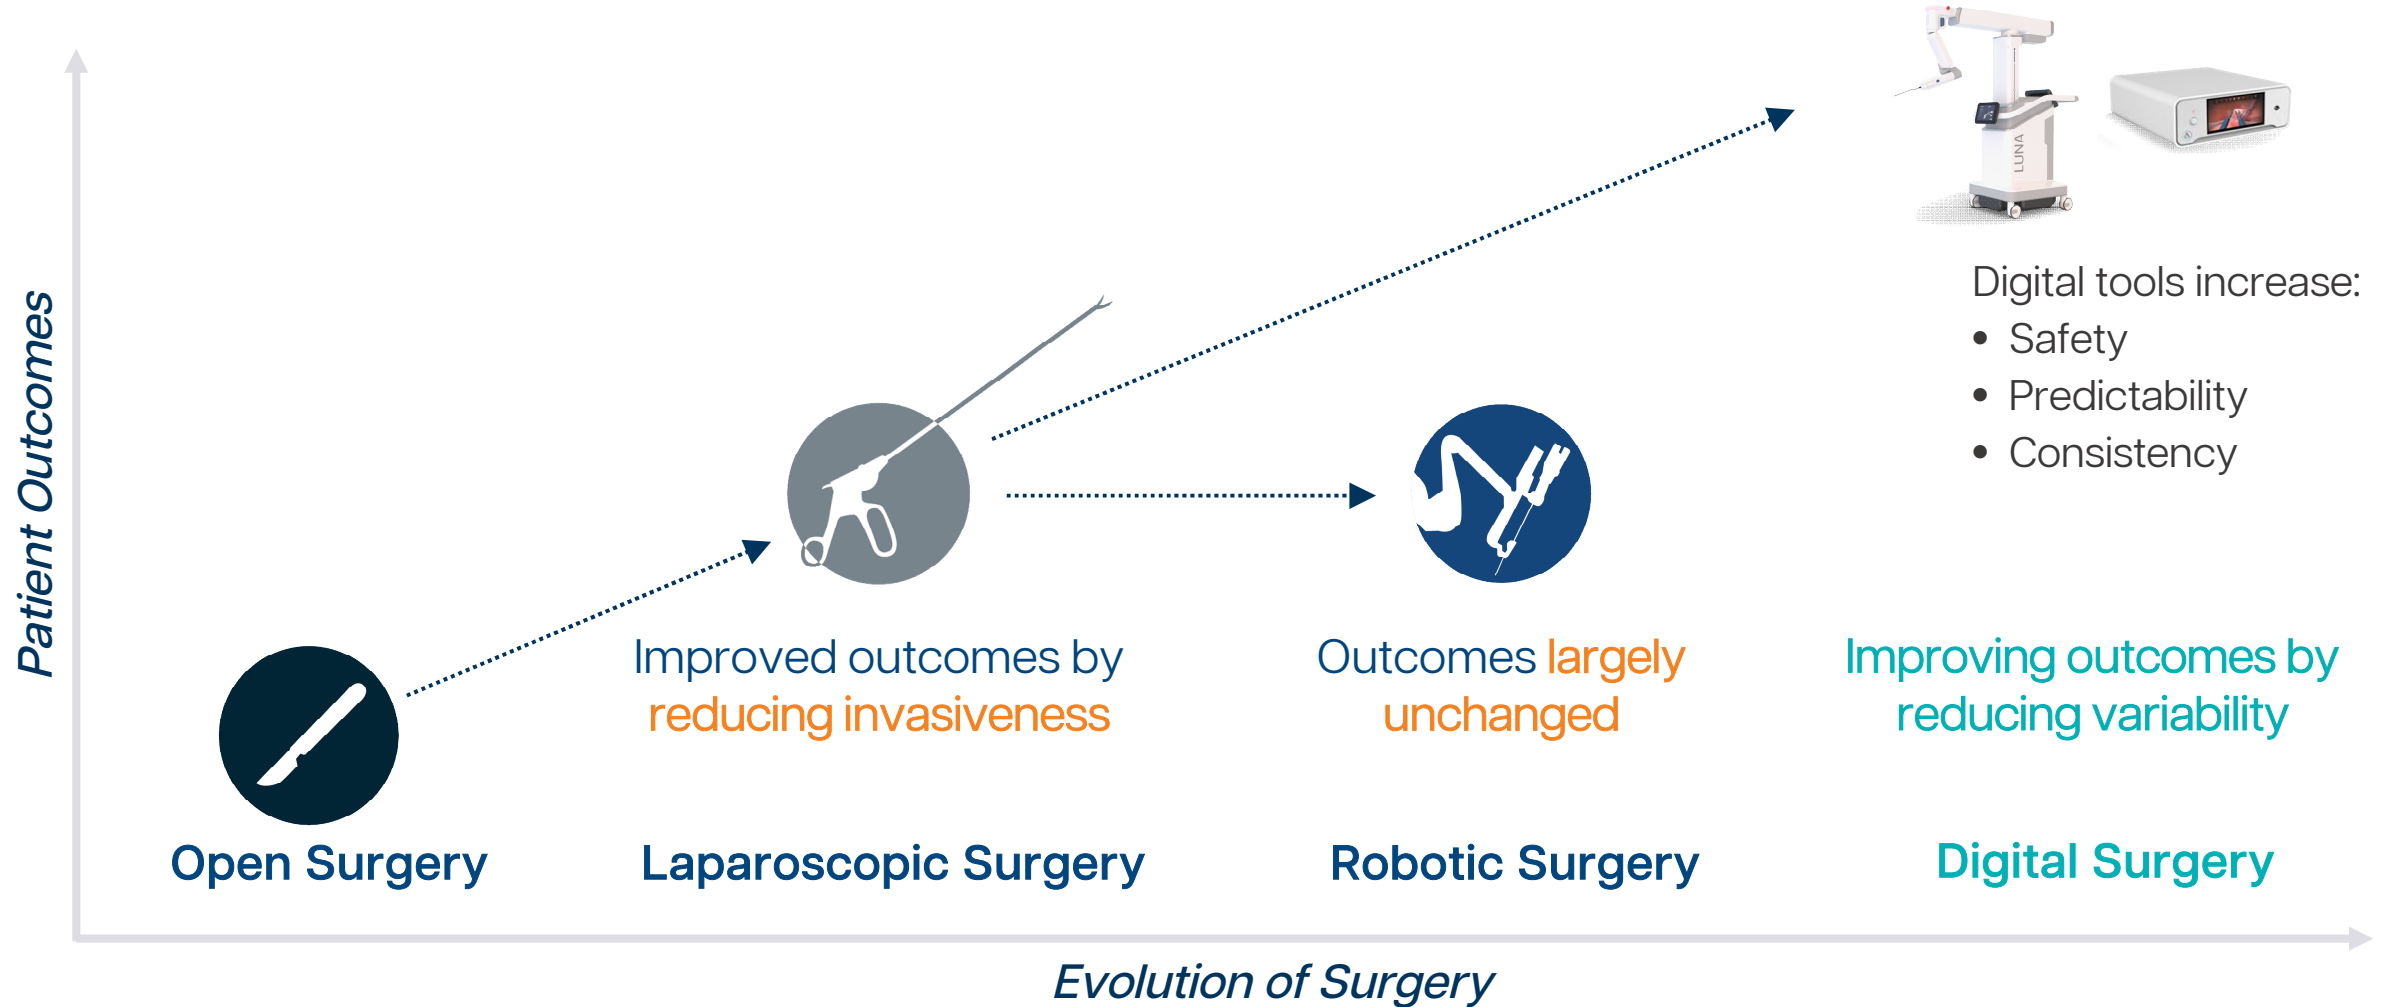 Patient Outcomes
LUNA
Digital tools increase:
• Safety
• Predictability
• Consistency
Improved outcomes by
reducing invasiveness
Outcomes largely
unchanged
Improving outcomes by
reducing variability
Open Surgery
Laparoscopic Surgery
Robotic Surgery
Digital Surgery
Evolution of Surgery